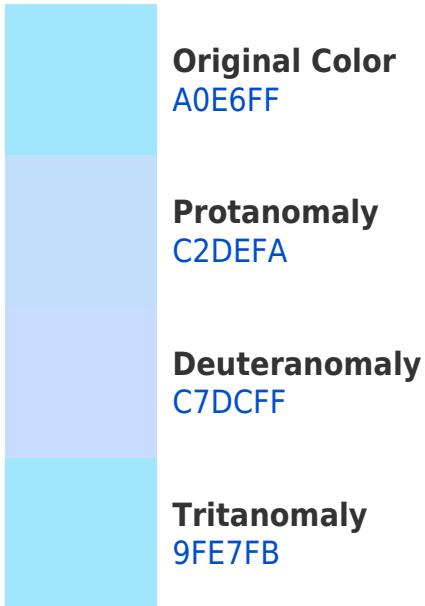 Original Color
A0E6FF
Protanomaly
C2DEFA
Deuteranomaly
C7DCFF
Tritanomaly
9FE7FB